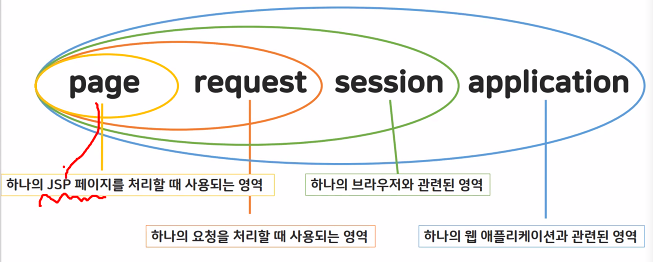 page request session application
하나의 JSP 페이지를 처리할 때 사용되는 영역
하나의 브라우저와 관련된 영역
하나의 요청을 처리할 때 사용되는 영역
하나의 웹 애플리케이션과 관련된 영역